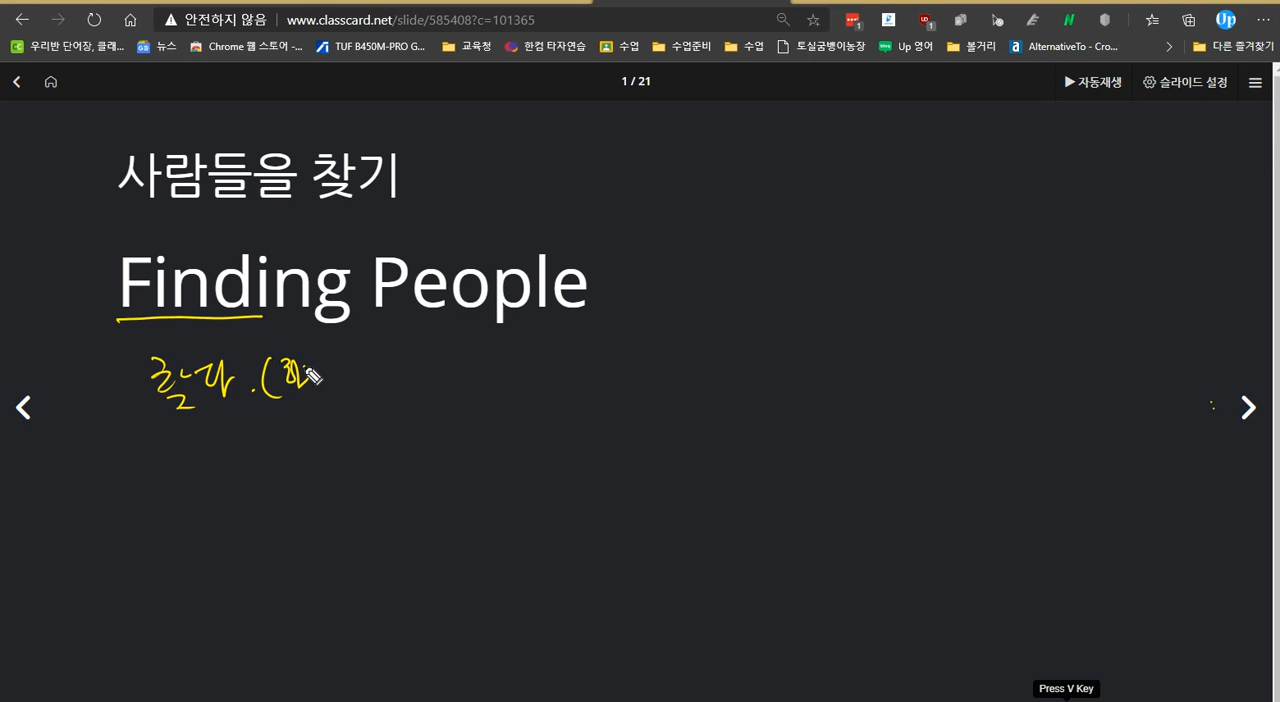 안전하지 않음 www.classcard.net/slide/585408?c=101365
우리반 단어장, 클래... 뉴스 Chrome 웹 스토어 -... TUF B450M-PRO G... 교육청 한컴 타자연습 수업 수업준비 수업 토실굼벵이농장 Up 영어 볼거리 AlternativeTo - Cro... 다른 즐겨찾기
1 / 21 자동재생 슬라이드 설정
사람들을 찾기
Finding People
Press V Key